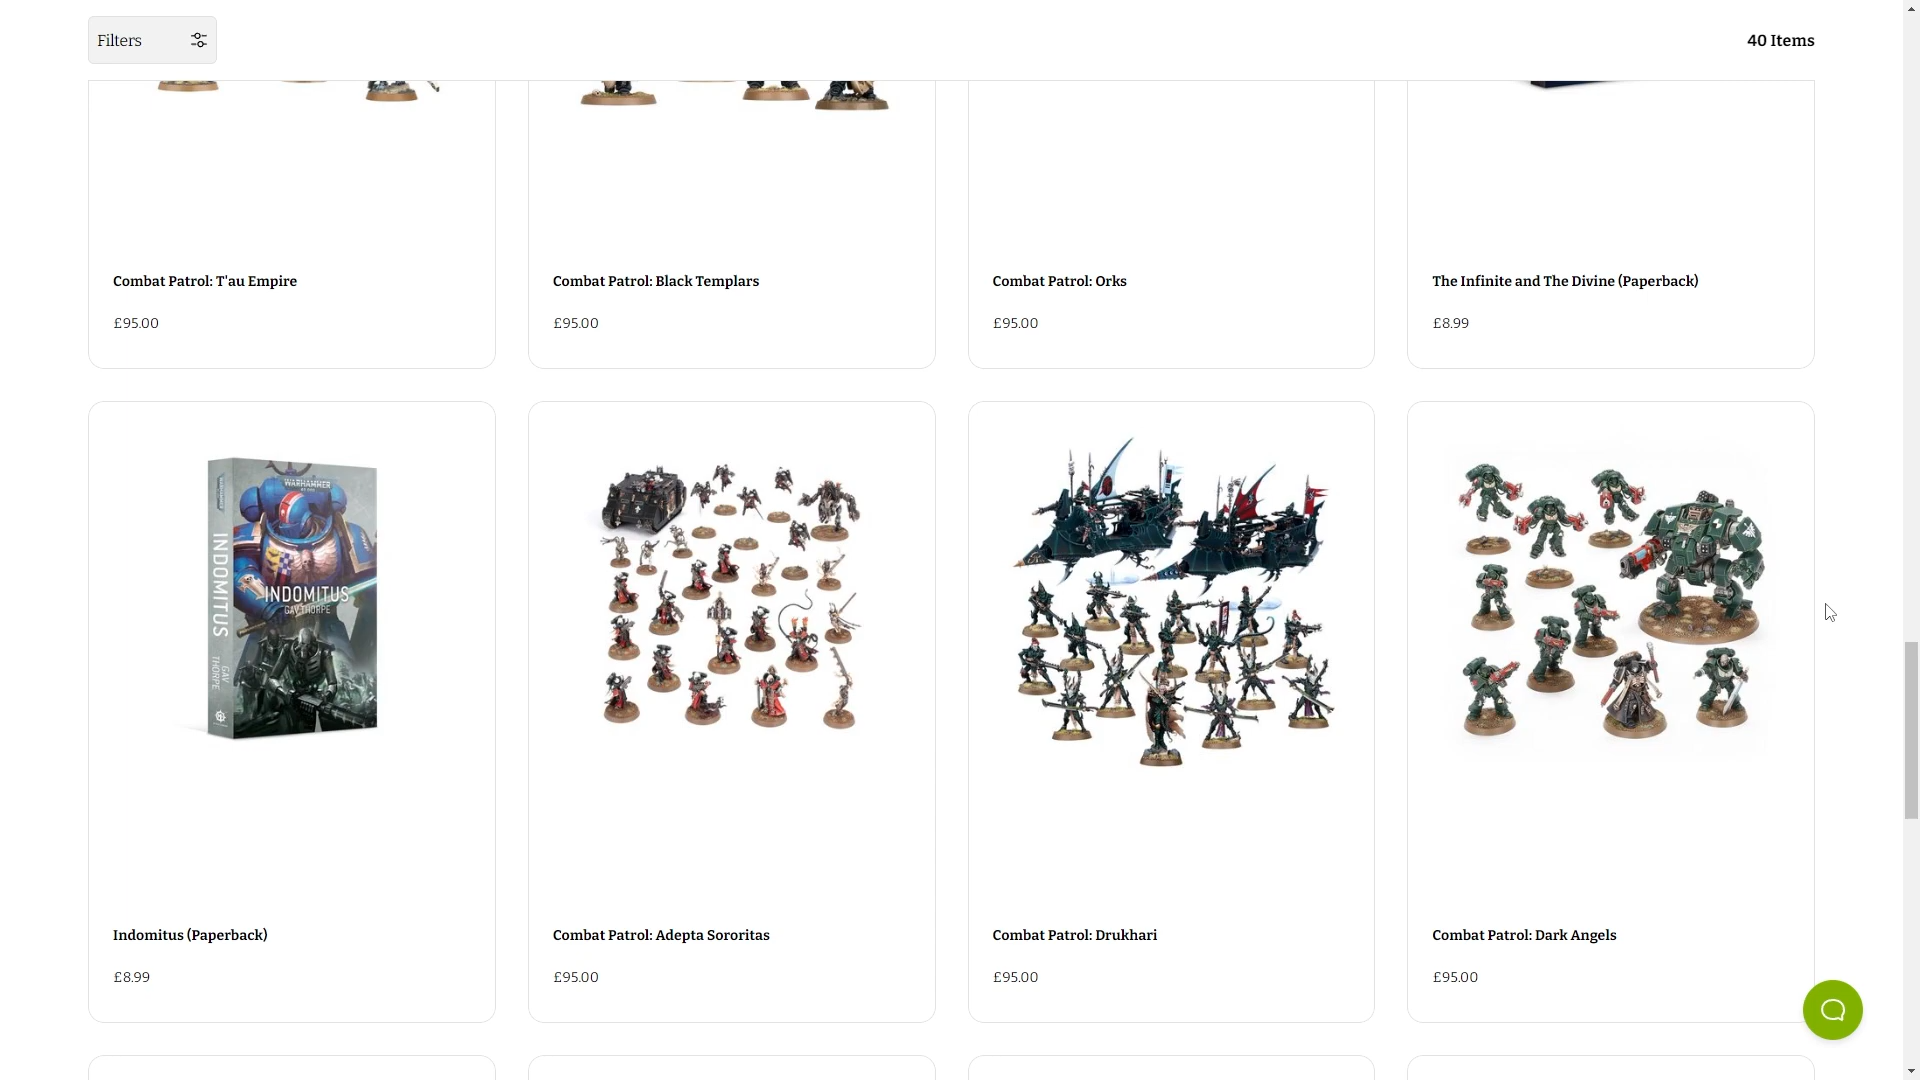 Filters
40 Items
Combat Patrol: T'au Empire
£95.00
Combat Patrol: Black Templars
£95.00
Combat Patrol: Orks
£95.00
The Infinite and The Divine (Paperback)
£8.99
WARHAMMER
INDOMITUS
GAV THORPE
INDOMITUS
GAV
THORPE
Indomitus (Paperback)
£8.99
Combat Patrol: Adepta Sororitas
£95.00
Combat Patrol: Drukhari
£95.00
Combat Patrol: Dark Angels
£95.00